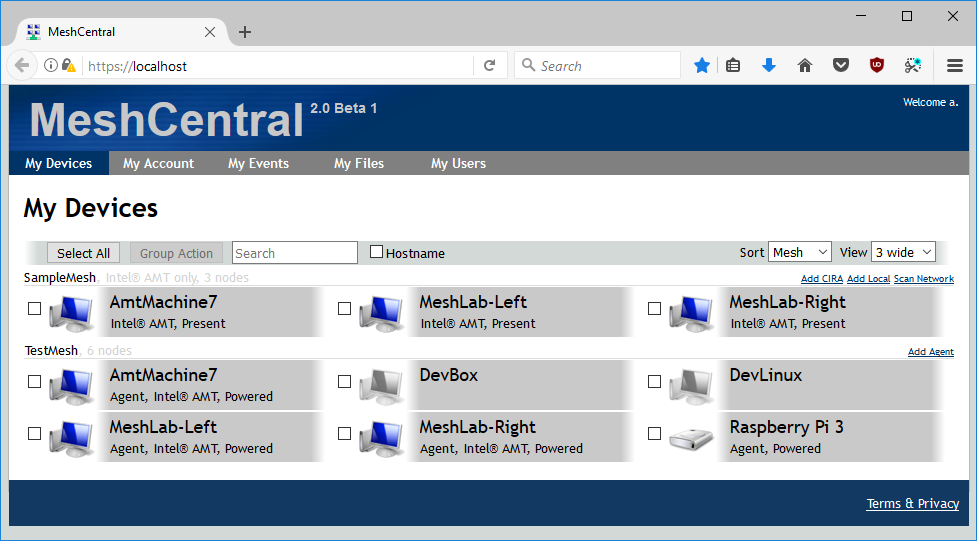 MeshCentral
https://localhost
Search
MeshCentral 2.0 Beta 1
Welcome a.
My Devices My Account My Events My Files My Users
My Devices
Select All Group Action Search Hostname Sort Mesh View 3 wide
SampleMesh, Intel® AMT only, 3 nodes Add CIRA Add Local Scan Network
AmtMachine7 MeshLab-Left MeshLab-Right
Intel® AMT, Present Intel® AMT, Present Intel® AMT, Present
TestMesh, 6 nodes Add Agent
AmtMachine7 DevBox DevLinux
Agent, Intel® AMT, Powered
MeshLab-Left MeshLab-Right Raspberry Pi 3
Agent, Intel® AMT, Powered Agent, Intel® AMT, Powered Agent, Powered
Terms & Privacy